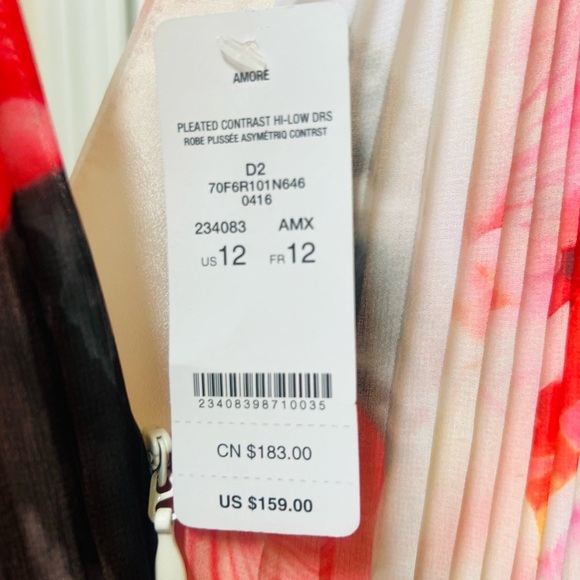 AMORÉ
PLEATED CONTRAST HI-LOW DRS
ROBE PLISSÉE ASYMÉTRIQ CONTRST
D2
70F6R101N646
0416
234083 AMX
US 12 FR 12
23408398710035
CN $183.00
US $159.00